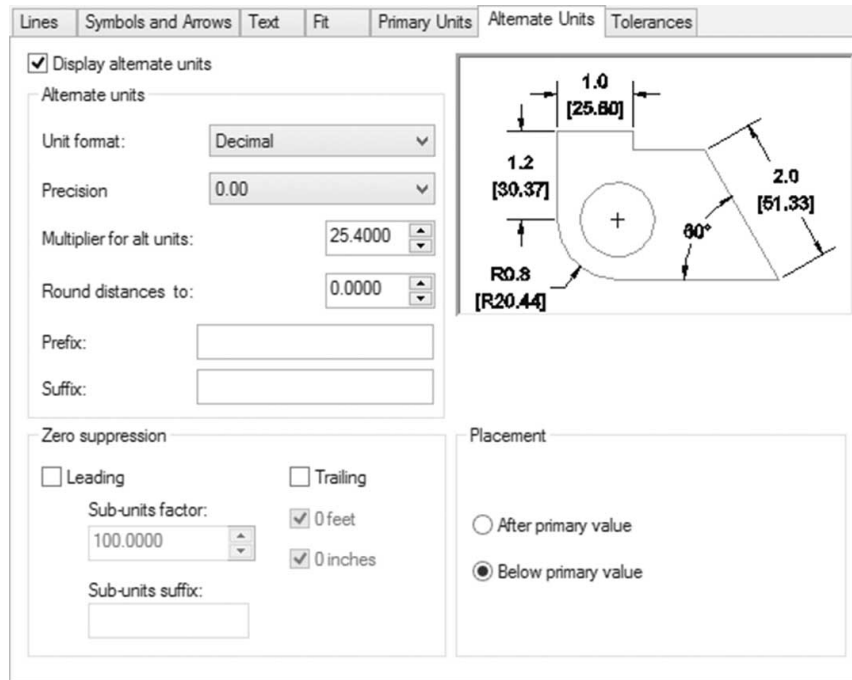 Lines Symbols and Arrows Text Fit Primary Units Alternate Units Tolerances
Display alternate units
Alternate units
Unit format: Decimal
Precision 0.00
Multiplier for alt units: 25.4000
Round distances to: 0.0000
Prefix:
Suffix:
1.0
[25.60]
1.2
[30.37]
2.0
[51.33]
60°
R0.8
[R20.44]
Zero suppression
Leading
Trailing
Sub-units factor:
100.0000
0 feet
0 inches
Sub-units suffix:
Placement
After primary value
Below primary value